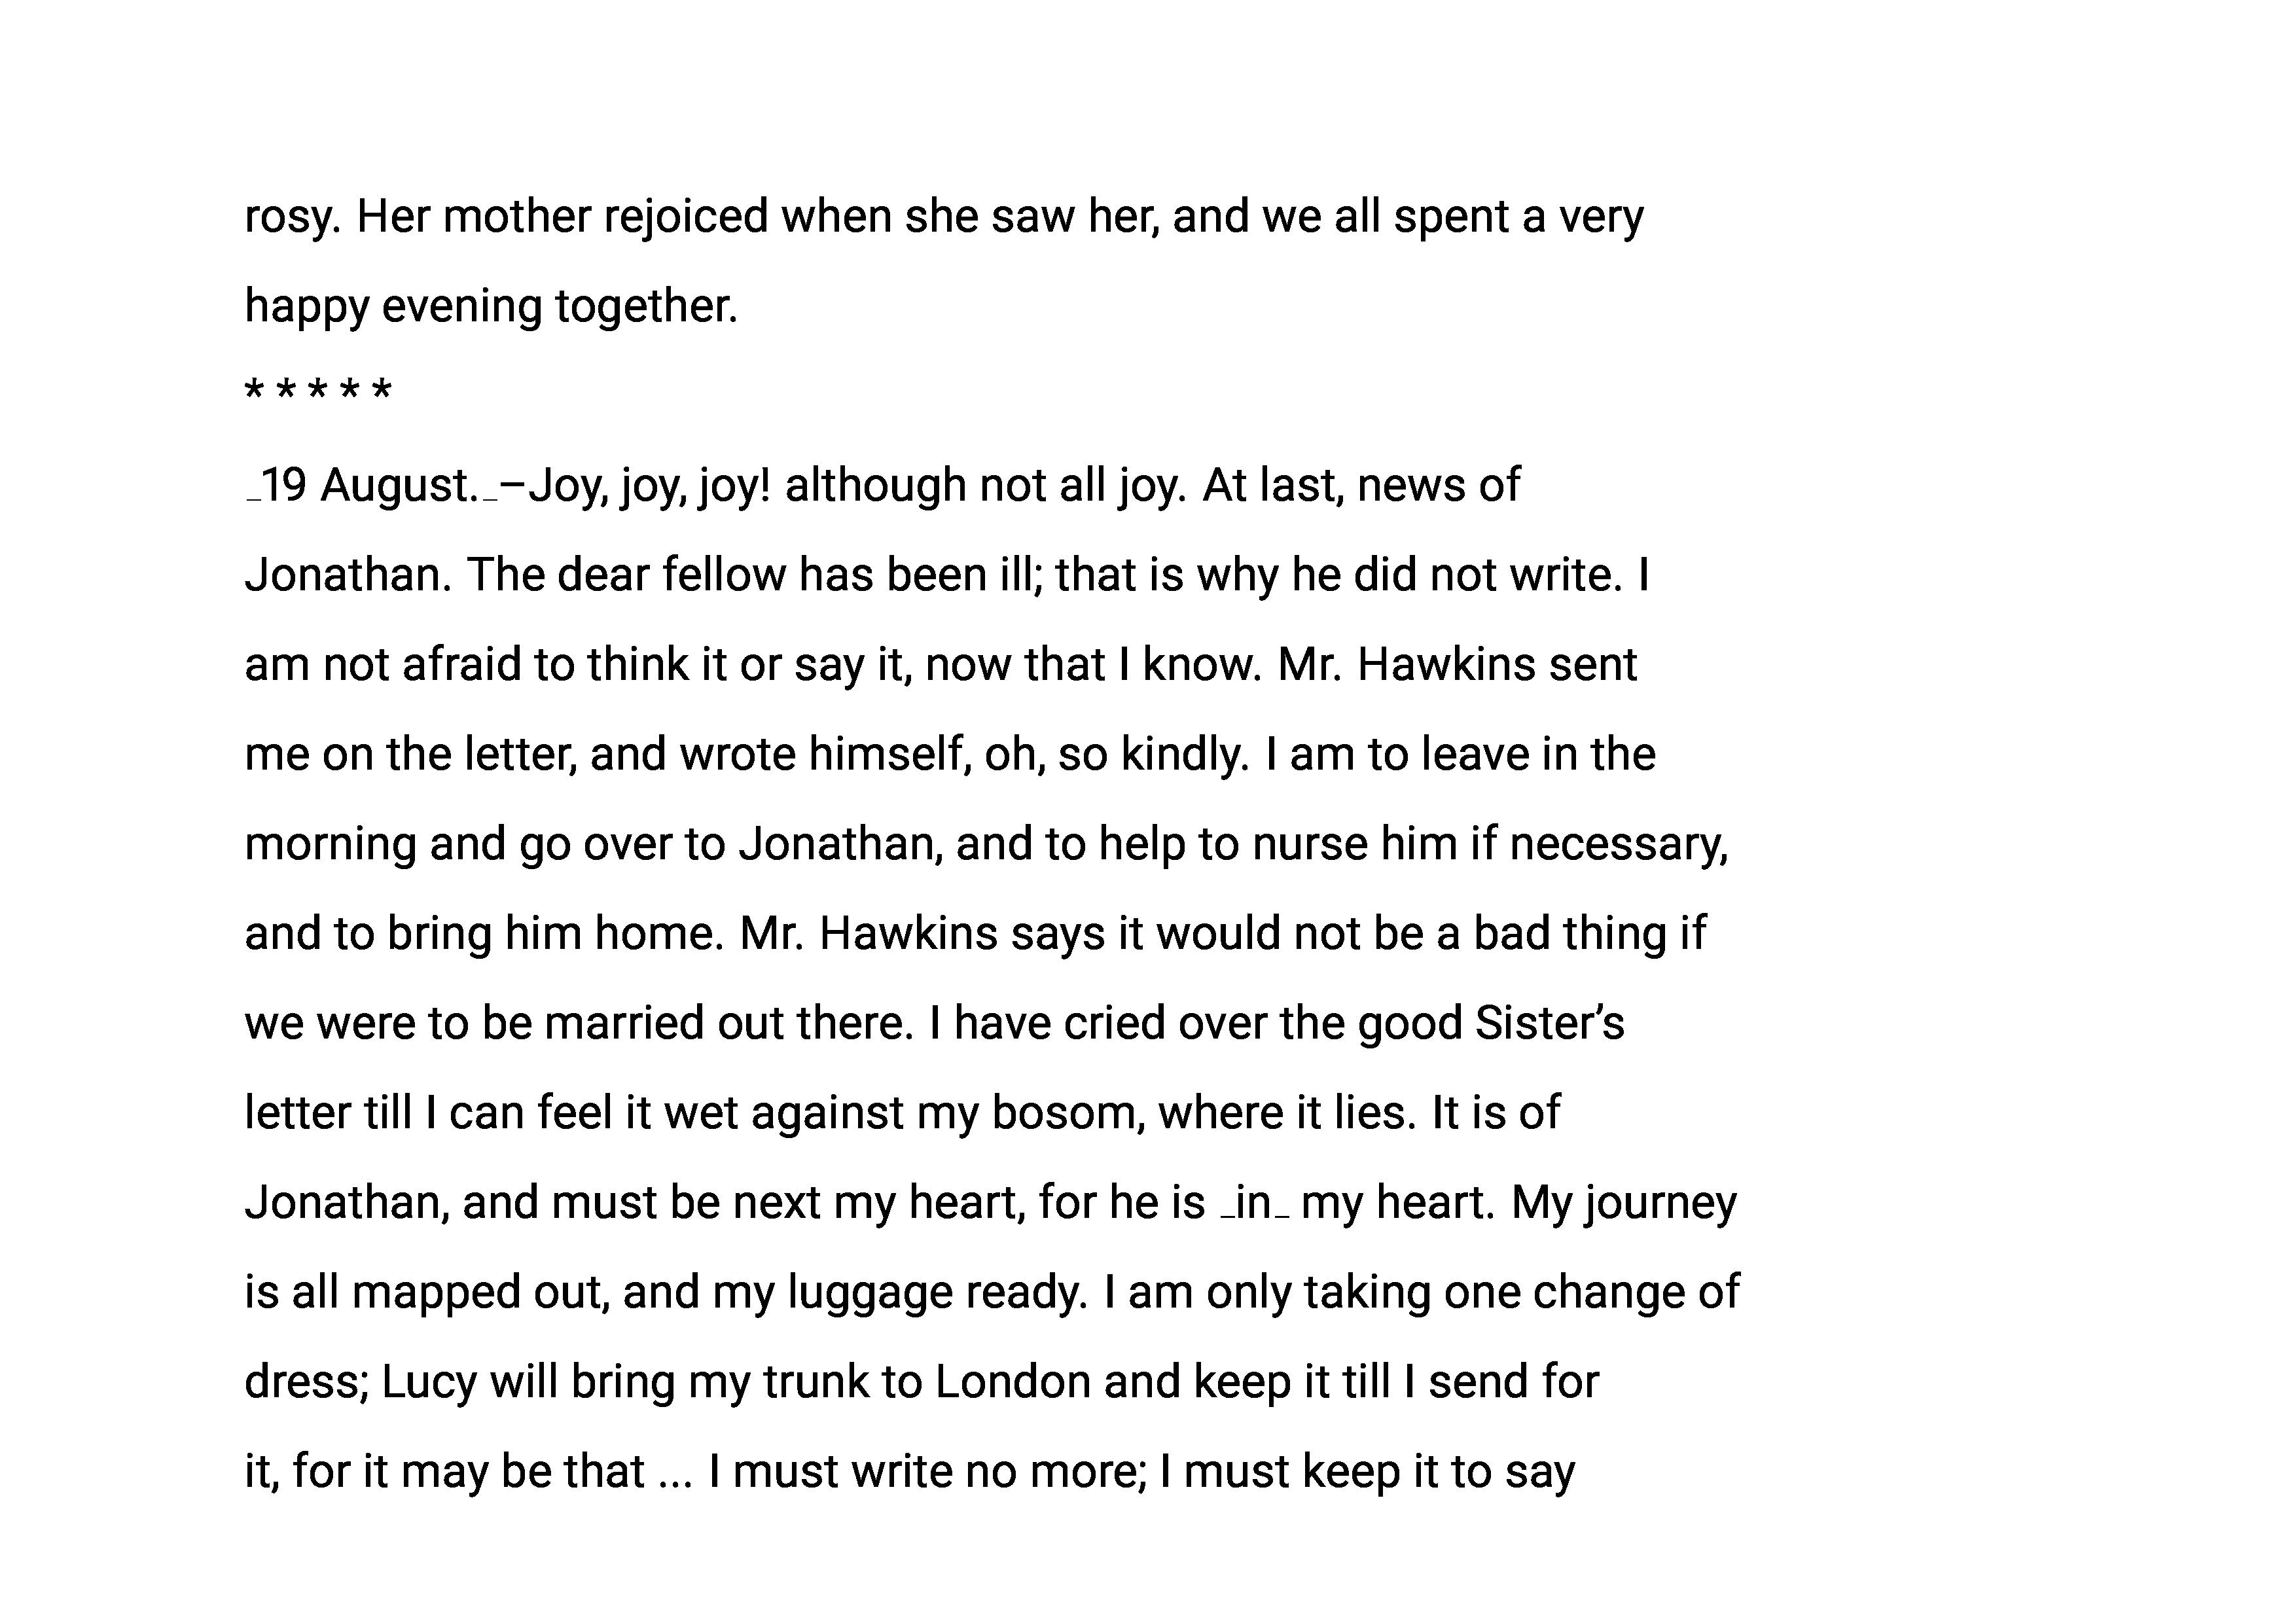 rosy. Her mother rejoiced when she saw her, and we all spent a very
happy evening together.
* * * * *
_19 August._–Joy, joy, joy! although not all joy. At last, news of
Jonathan. The dear fellow has been ill; that is why he did not write. I
am not afraid to think it or say it, now that I know. Mr. Hawkins sent
me on the letter, and wrote himself, oh, so kindly. I am to leave in the
morning and go over to Jonathan, and to help to nurse him if necessary,
and to bring him home. Mr. Hawkins says it would not be a bad thing if
we were to be married out there. I have cried over the good Sister’s
letter till I can feel it wet against my bosom, where it lies. It is of
Jonathan, and must be next my heart, for he is _in_ my heart. My journey
is all mapped out, and my luggage ready. I am only taking one change of
dress; Lucy will bring my trunk to London and keep it till I send for
it, for it may be that ... I must write no more; I must keep it to say